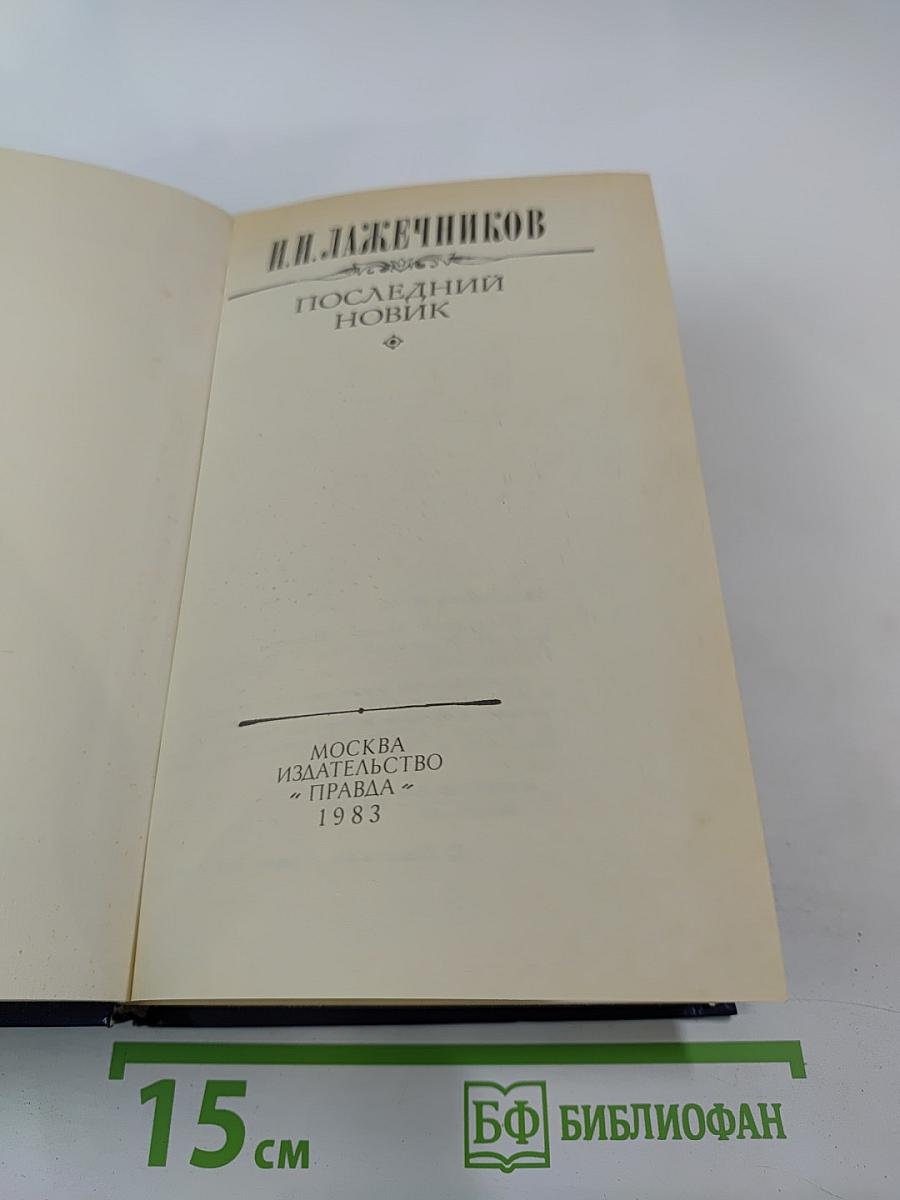 И.И.ЛАЖЕЧНИКОВ
ПОСЛЕДНИЙ
НОВИК
МОСКВА
ИЗДАТЕЛЬСТВО
„ ПРАВДА “
1983
15 см
БФ БИБЛИОФАН